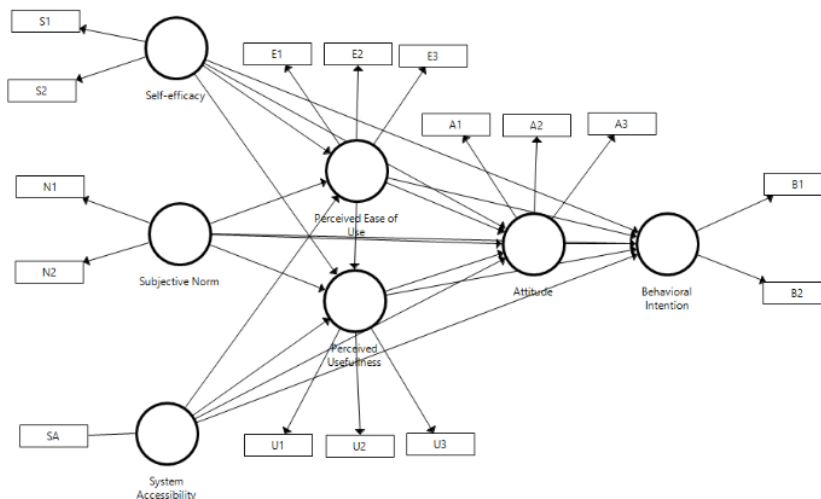 S1
S2
Self-efficacy
E1
E2
E3
A1
A2
A3
N1
N2
Subjective Norm
Perceived Ease of
Use
B1
B2
Attitude
Behavioral
Intention
Perceived
Usefullness
SA
System
Accessibility
U1
U2
U3